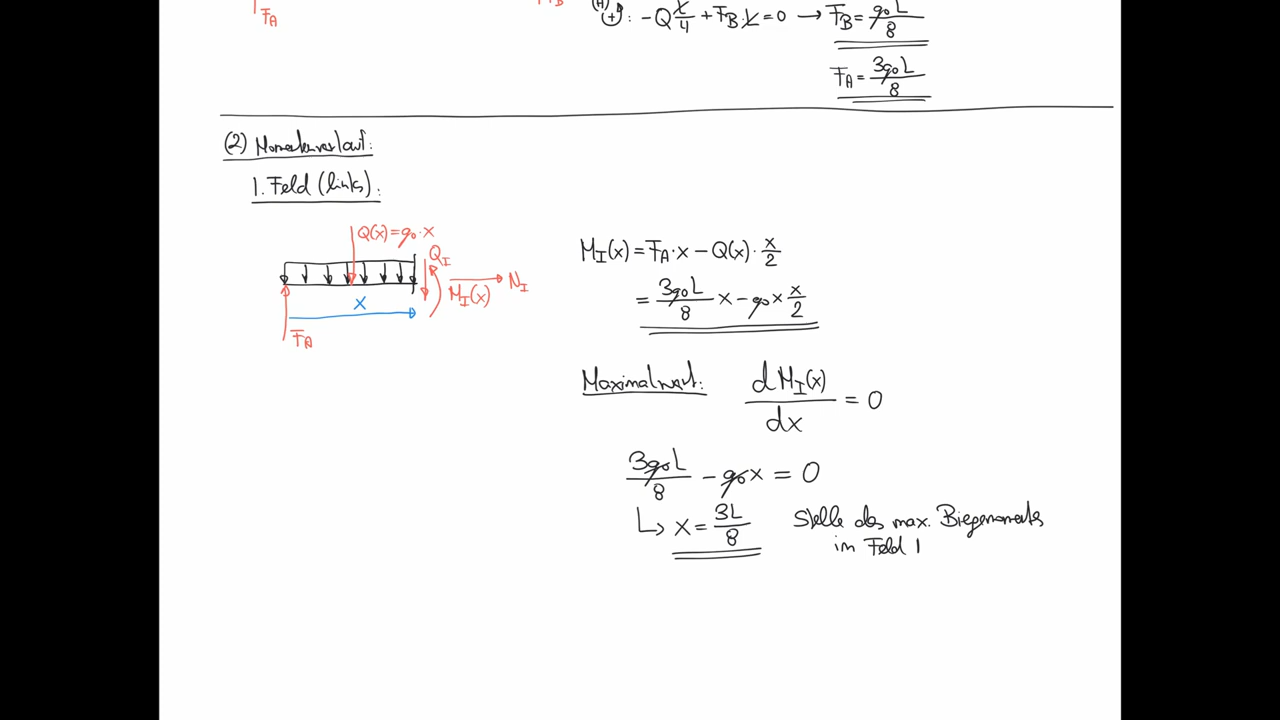 F_A
M_B
(A) ↺+: -Q L/4 + F_B·L = 0 → F_B = q₀L/8
F_A = 3q₀L/8
(2) Momentenverlauf:
1. Feld (links):
Q(x) = q₀·x
Q_I
M_I(x)
N_I
x
F_A
M_I(x) = F_A·x - Q(x)·x/2
= 3q₀L/8 x - q₀x x/2
Maximalwert: dM_I(x)/dx = 0
3q₀L/8 - q₀x = 0
↳ x = 3L/8 Stelle des max. Biegemoments
im Feld 1